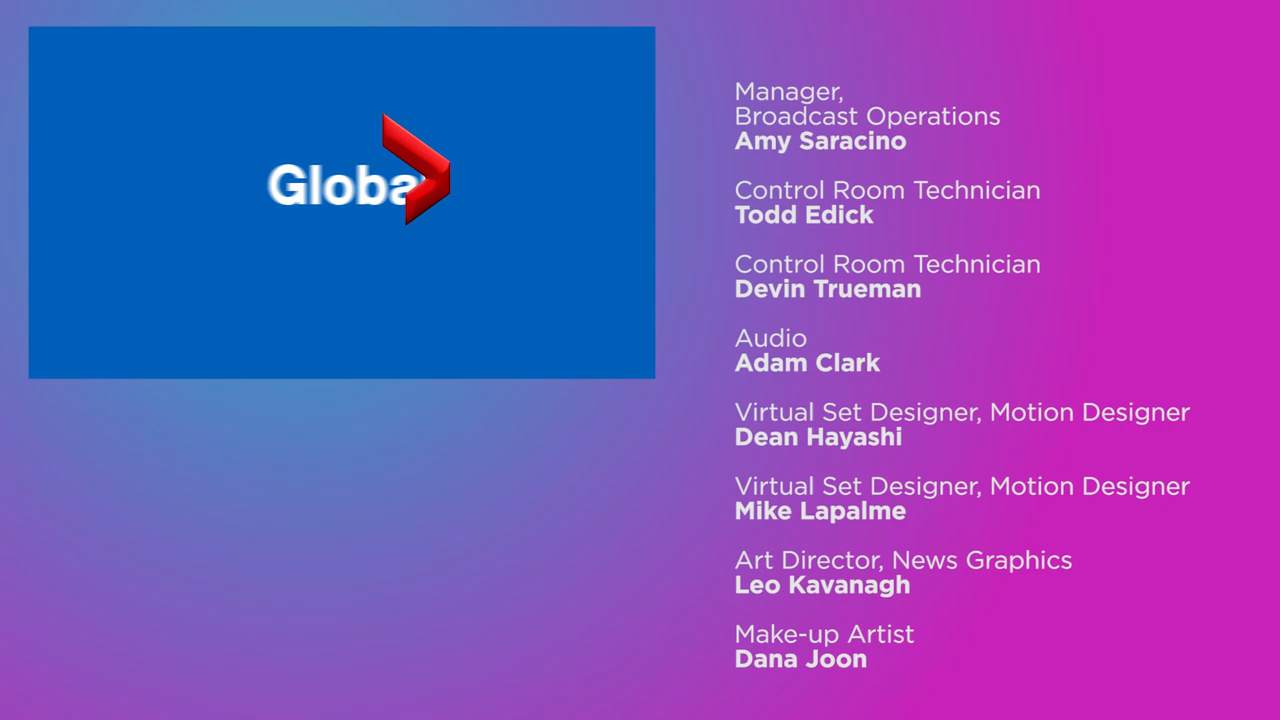 Globa
Manager,
Broadcast Operations
Amy Saracino
Control Room Technician
Todd Edick
Control Room Technician
Devin Trueman
Audio
Adam Clark
Virtual Set Designer, Motion Designer
Dean Hayashi
Virtual Set Designer, Motion Designer
Mike Lapalme
Art Director, News Graphics
Leo Kavanagh
Make-up Artist
Dana Joon